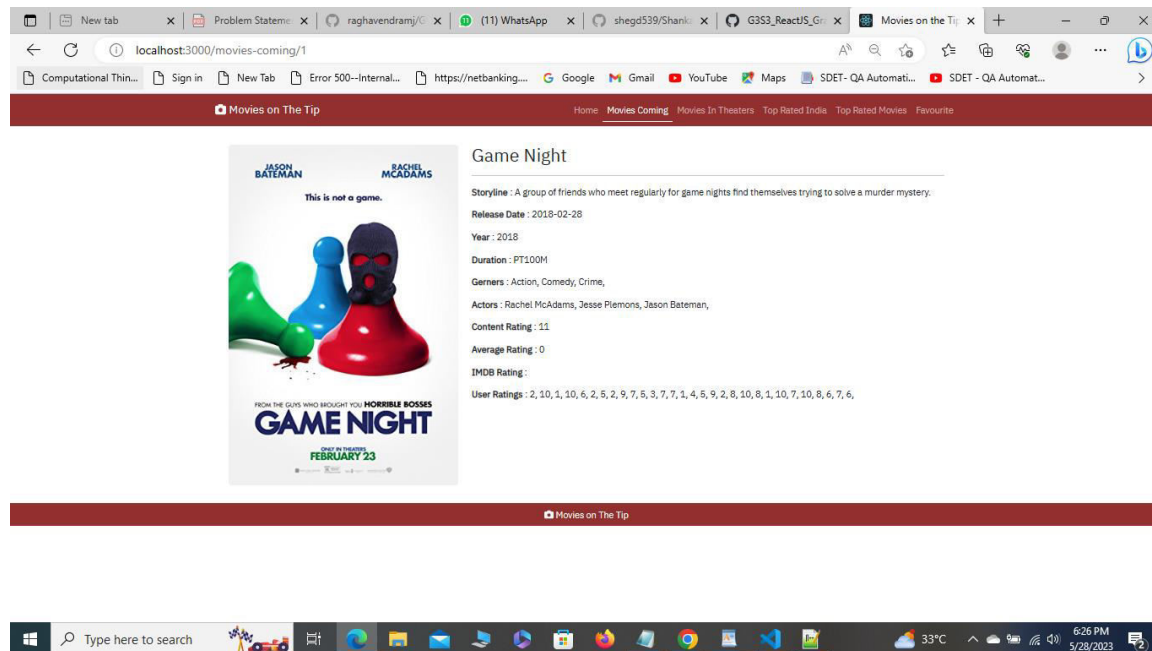 New tab
Problem Stateme
raghavendramj/G
(11) WhatsApp
shegd539/Shank
G3S3_ReactJS_Gr
Movies on the Tip
localhost:3000/movies-coming/1
Computational Thin...
Sign in
New Tab
Error 500--Internal...
https://netbanking....
Google
Gmail
YouTube
Maps
SDET- QA Automati...
SDET - QA Automat...
Movies on The Tip
Home Movies Coming Movies In Theaters Top Rated India Top Rated Movies Favourite
JASON BATEMAN
RACHEL MCADAMS
This is not a game.
FROM THE GUYS WHO BROUGHT YOU HORRIBLE BOSSES
GAME NIGHT
ONLY IN THEATERS
FEBRUARY 23
Game Night
Storyline : A group of friends who meet regularly for game nights find themselves trying to solve a murder mystery.
Release Date : 2018-02-28
Year : 2018
Duration : PT100M
Gerners : Action, Comedy, Crime,
Actors : Rachel McAdams, Jesse Plemons, Jason Bateman,
Content Rating : 11
Average Rating : 0
IMDB Rating :
User Ratings : 2, 10, 1, 10, 6, 2, 5, 2, 9, 7, 5, 3, 7, 7, 1, 4, 5, 9, 2, 8, 10, 8, 1, 10, 7, 10, 8, 6, 7, 6,
Movies on The Tip
Type here to search
33°C
6:26 PM
5/28/2023
2